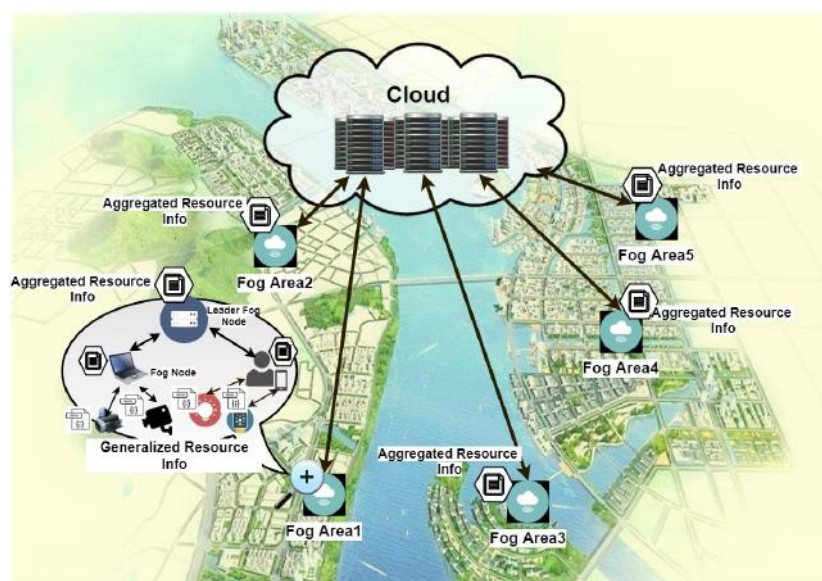 Cloud
Aggregated Resource
Info
Fog Area5
Aggregated Resource
Info
Fog Area2
Aggregated Resource
Info
Leader Fog
Node
Fog Node
Generalized Resource
Info
Aggregated Resource
Info
Fog Area4
Aggregated Resource
Info
Fog Area1
Fog Area3